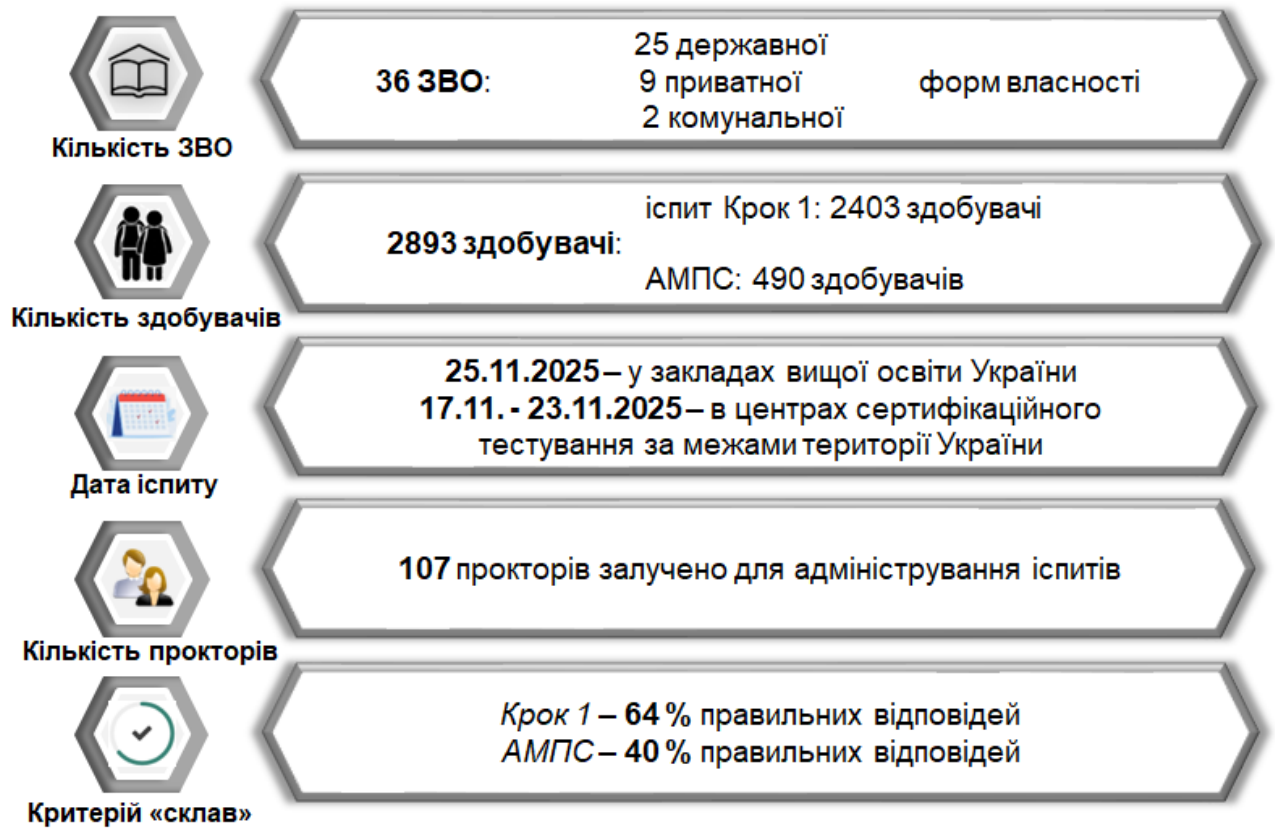 25 державної
36 ЗВО: 9 приватної форм власності
2 комунальної
Кількість ЗВО
іспит Крок 1: 2403 здобувачі
2893 здобувачі:
АМПС: 490 здобувачів
Кількість здобувачів
25.11.2025 – у закладах вищої освіти України
17.11. - 23.11.2025 – в центрах сертифікаційного
тестування за межами території України
Дата іспиту
107 прокторів залучено для адміністрування іспитів
Кількість прокторів
Крок 1 – 64 % правильних відповідей
АМПС – 40 % правильних відповідей
Критерій «склав»